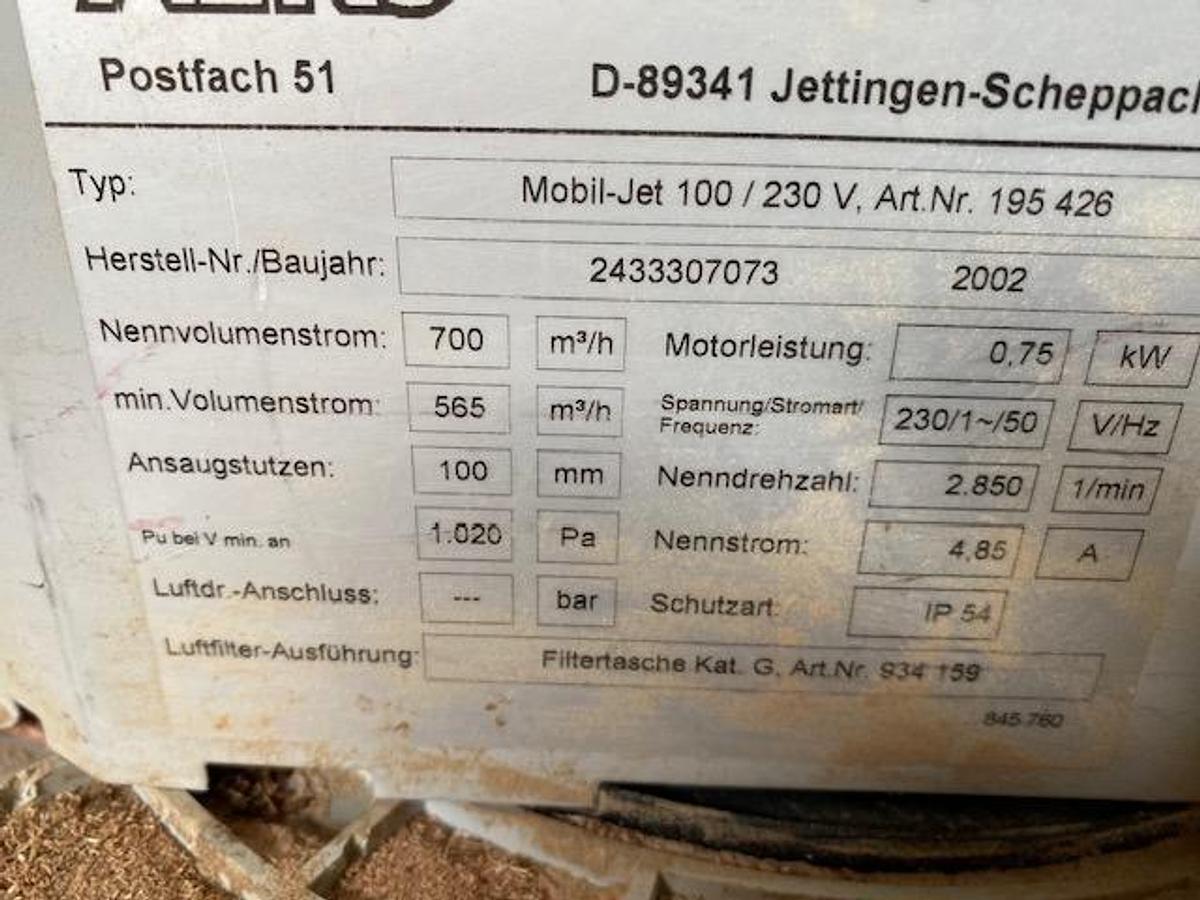 Postfach 51 D-89341 Jettingen-Scheppach
Typ: Mobil-Jet 100 / 230 V, Art.Nr. 195 426
Herstell-Nr./Baujahr: 2433307073 2002
Nennvolumenstrom: 700 m³/h Motorleistung: 0,75 kW
min.Volumenstrom: 565 m³/h Spannung/Stromart/ Frequenz: 230/1~/50 V/Hz
Ansaugstutzen: 100 mm Nenndrehzahl: 2.850 1/min
Pu bei V min. an 1.020 Pa Nennstrom: 4,85 A
Luftdr.-Anschluss: --- bar Schutzart: IP 54
Luftfilter-Ausführung: Filtertasche Kat. G, Art.Nr. 934 159
845.760